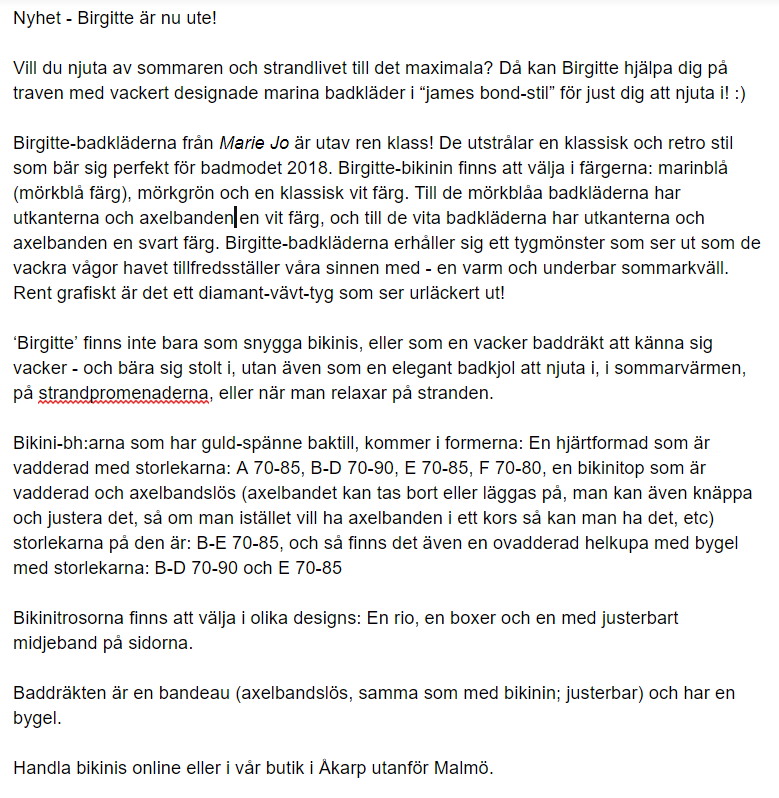 Nyhet - Birgitte är nu ute!
Vill du njuta av sommaren och strandlivet till det maximala? Då kan Birgitte hjälpa dig på
traven med vackert designade marina badkläder i “james bond-stil” för just dig att njuta i! :)
Birgitte-badkläderna från Marie Jo är utav ren klass! De utstrålar en klassisk och retro stil
som bär sig perfekt för badmodet 2018. Birgitte-bikinin finns att välja i färgerna: marinblå
(mörkblå färg), mörkgrön och en klassisk vit färg. Till de mörkblåa badkläderna har
utkanterna och axelbanden en vit färg, och till de vita badkläderna har utkanterna och
axelbanden en svart färg. Birgitte-badkläderna erhåller sig ett tygmönster som ser ut som de
vackra vågor havet tillfredsställer våra sinnen med - en varm och underbar sommarkväll.
Rent grafiskt är det ett diamant-vävt-tyg som ser urläckert ut!
‘Birgitte’ finns inte bara som snygga bikinis, eller som en vacker baddräkt att känna sig
vacker - och bära sig stolt i, utan även som en elegant badkjol att njuta i, i sommarvärmen,
på strandpromenaderna, eller när man relaxar på stranden.
Bikini-bh:arna som har guld-spänne baktill, kommer i formerna: En hjärtformad som är
vadderad med storlekarna: A 70-85, B-D 70-90, E 70-85, F 70-80, en bikinitop som är
vadderad och axelbandslös (axelbandet kan tas bort eller läggas på, man kan även knäppa
och justera det, så om man istället vill ha axelbanden i ett kors så kan man ha det, etc)
storlekarna på den är: B-E 70-85, och så finns det även en ovadderad helkupa med bygel
med storlekarna: B-D 70-90 och E 70-85
Bikinitrosorna finns att välja i olika designs: En rio, en boxer och en med justerbart
midjeband på sidorna.
Baddräkten är en bandeau (axelbandslös, samma som med bikinin; justerbar) och har en
bygel.
Handla bikinis online eller i vår butik i Åkarp utanför Malmö.